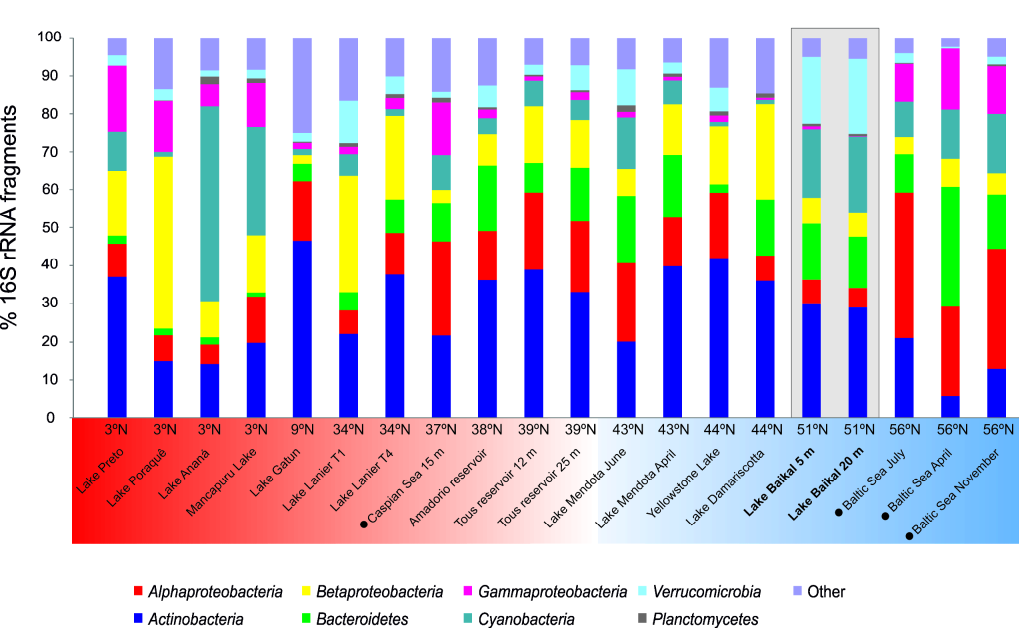 % 16S rRNA fragments
100
90
80
70
60
50
40
30
20
10
0
3ºN 3ºN 3ºN 3ºN 9ºN 34ºN 34ºN 37ºN 38ºN 39ºN 39ºN 43ºN 43ºN 44ºN 44ºN 51ºN 51ºN 56ºN 56ºN 56ºN
Lake Preto
Lake Poraquê
Lake Ananá
Mancapuru Lake
Lake Gatun
Lake Lanier T1
Lake Lanier T4
● Caspian Sea 15 m
Amadorio reservoir
Tous reservoir 12 m
Tous reservoir 25 m
Lake Mendota June
Lake Mendota April
Yellowstone Lake
Lake Damariscotta
Lake Baikal 5 m
Lake Baikal 20 m
● Baltic Sea July
● Baltic Sea April
● Baltic Sea November
Alphaproteobacteria Betaproteobacteria Gammaproteobacteria Verrucomicrobia Other
Actinobacteria Bacteroidetes Cyanobacteria Planctomycetes